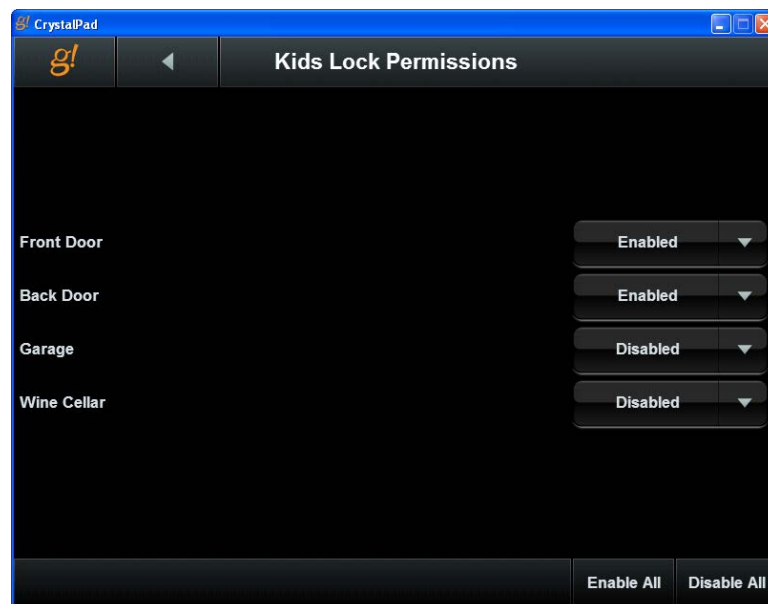 g! CrystalPad
g! Kids Lock Permissions
Front Door Enabled
Back Door Enabled
Garage Disabled
Wine Cellar Disabled
Enable All Disable All